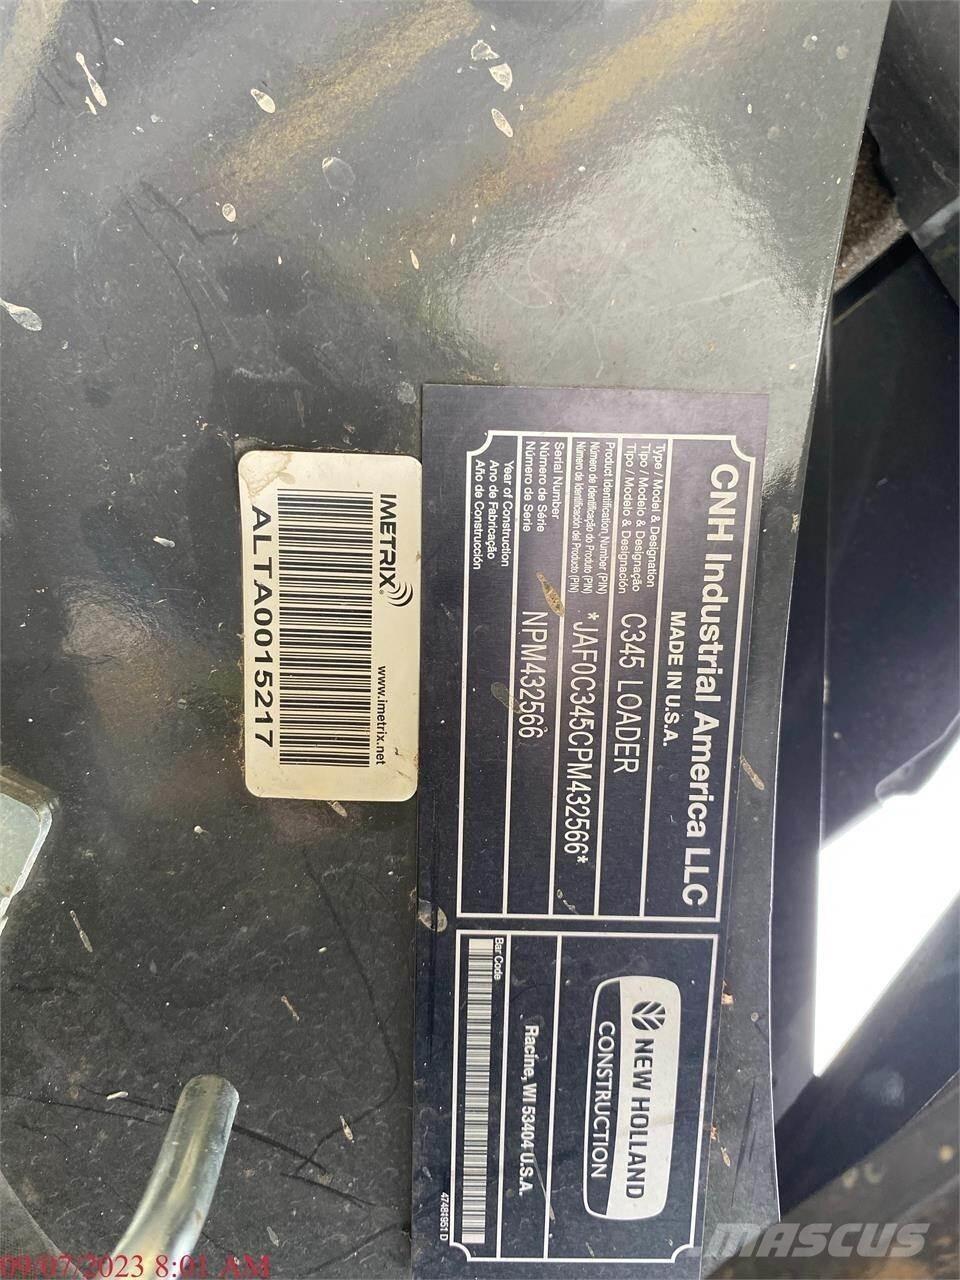 CNH Industrial America LLC
MADE IN U.S.A.
Type / Model & Designation
Tipo / Modelo & Designação
Tipo / Modelo & Designación
C345 LOADER
Product Identification Number (PIN)
Número de Identificação do Produto (PIN)
Número de Identificación del Producto (PIN)
*JAF0C345CPM432566*
Serial Number
Número de Série
Número de Serie
NPM432566
Year of Construction
Ano de Fabricação
Año de Construcción
NEW HOLLAND
CONSTRUCTION
Racine, WI 53404 U.S.A.
Bar Code
47481951 D
IMETRIX® www.imetrix.net
ALTA0015217
MASCUS
09/07/2023 8:01 AM